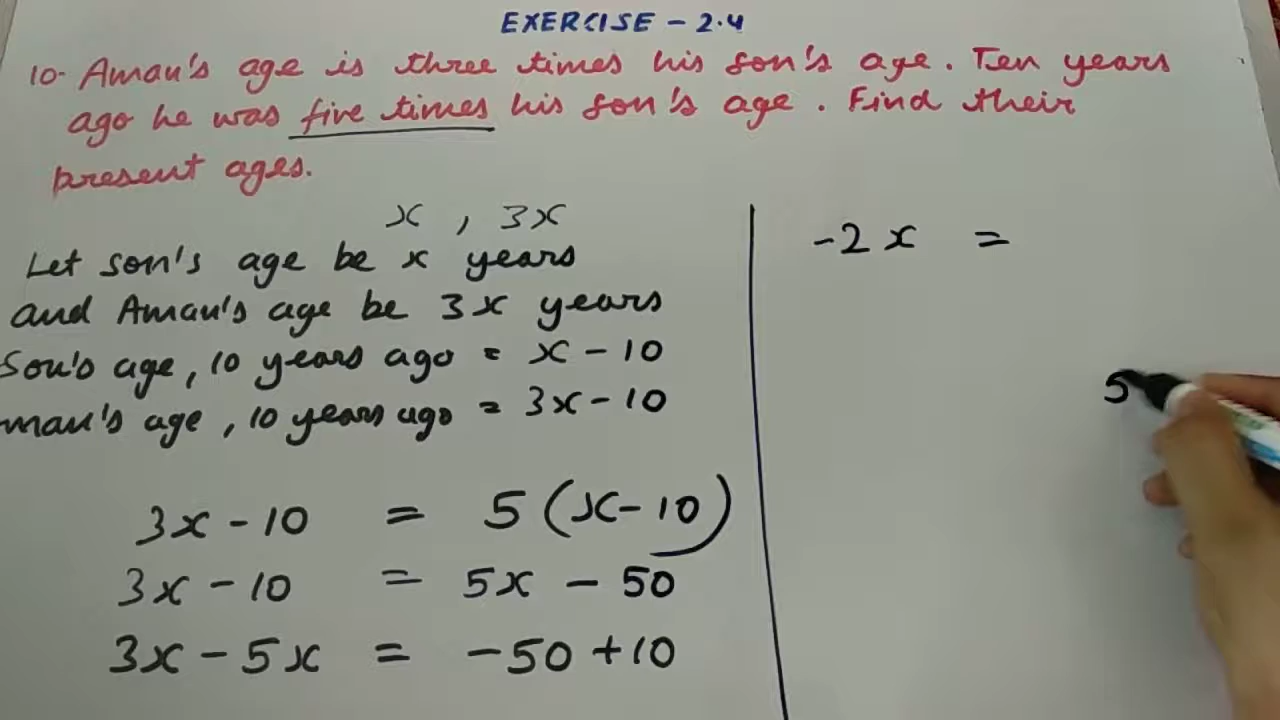 EXERCISE - 2.4
10. Aman's age is three times his son's age. Ten years
ago he was five times his son's age. Find their
present ages.
x , 3x
Let son's age be x years
and Aman's age be 3x years
Son's age, 10 years ago = x - 10
man's age, 10 years ago = 3x - 10
3x - 10 = 5 (x - 10)
3x - 10 = 5x - 50
3x - 5x = -50 + 10
-2x =
5